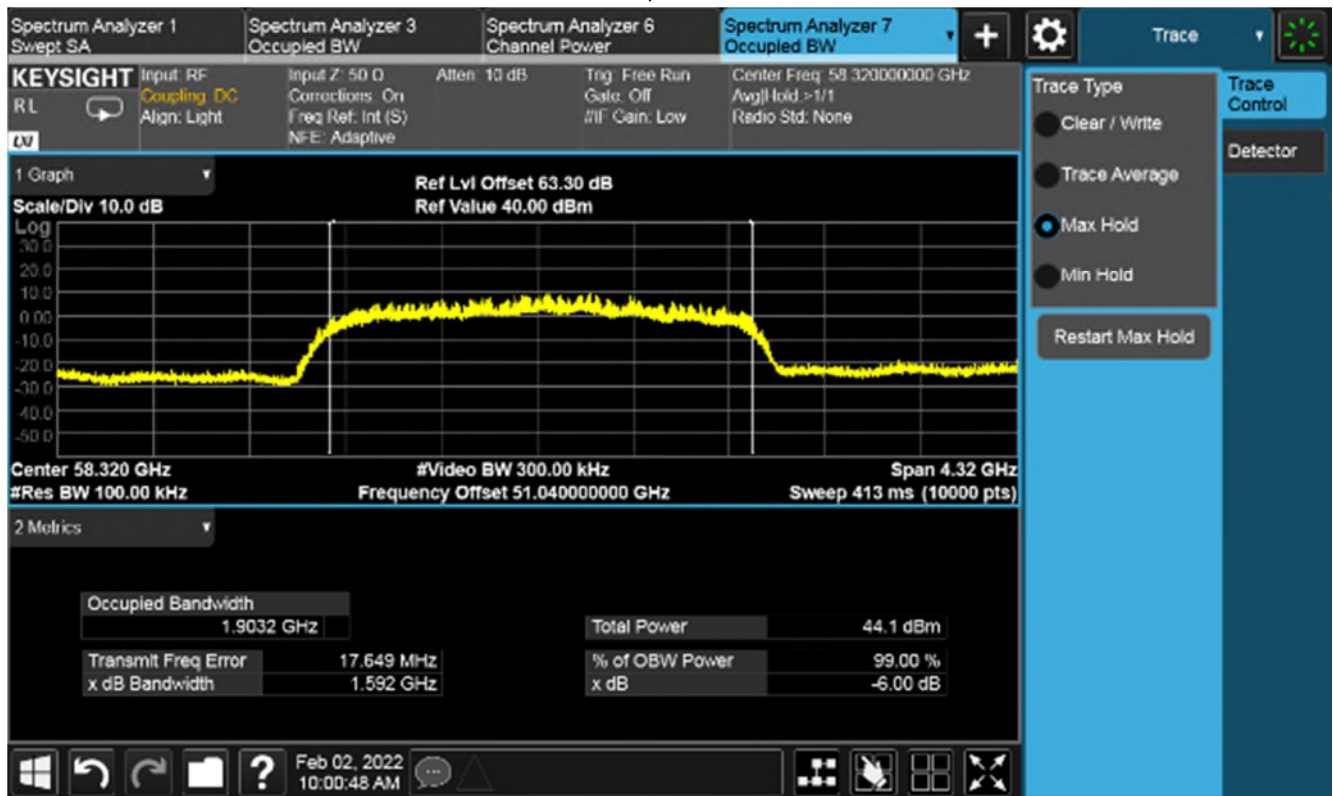 Spectrum Analyzer 1
Swept SA
Spectrum Analyzer 3
Occupied BW
Spectrum Analyzer 6
Channel Power
Spectrum Analyzer 7
Occupied BW
Trace
KEYSIGHT
RL
LXI
Input: RF
Coupling: DC
Align: Light
Input Z: 50 Ω
Corrections: On
Freq Ref: Int (S)
NFE: Adaptive
Atten: 10 dB
Trig: Free Run
Gate: Off
#IF Gain: Low
Center Freq: 58.320000000 GHz
Avg|Hold:>1/1
Radio Std: None
1 Graph
Scale/Div 10.0 dB
Ref Lvl Offset 63.30 dB
Ref Value 40.00 dBm
Log
30.0
20.0
10.0
0.00
-10.0
-20.0
-30.0
-40.0
-50.0
Center 58.320 GHz
#Video BW 300.00 kHz
Span 4.32 GHz
#Res BW 100.00 kHz
Frequency Offset 51.040000000 GHz
Sweep 413 ms (10000 pts)
2 Metrics
Occupied Bandwidth
1.9032 GHz
Total Power 44.1 dBm
Transmit Freq Error 17.649 MHz
% of OBW Power 99.00 %
x dB Bandwidth 1.592 GHz
x dB -6.00 dB
Feb 02, 2022
10:00:48 AM
?
Trace Type
Clear / Write
Trace Average
Max Hold
Min Hold
Restart Max Hold
Trace
Control
Detector